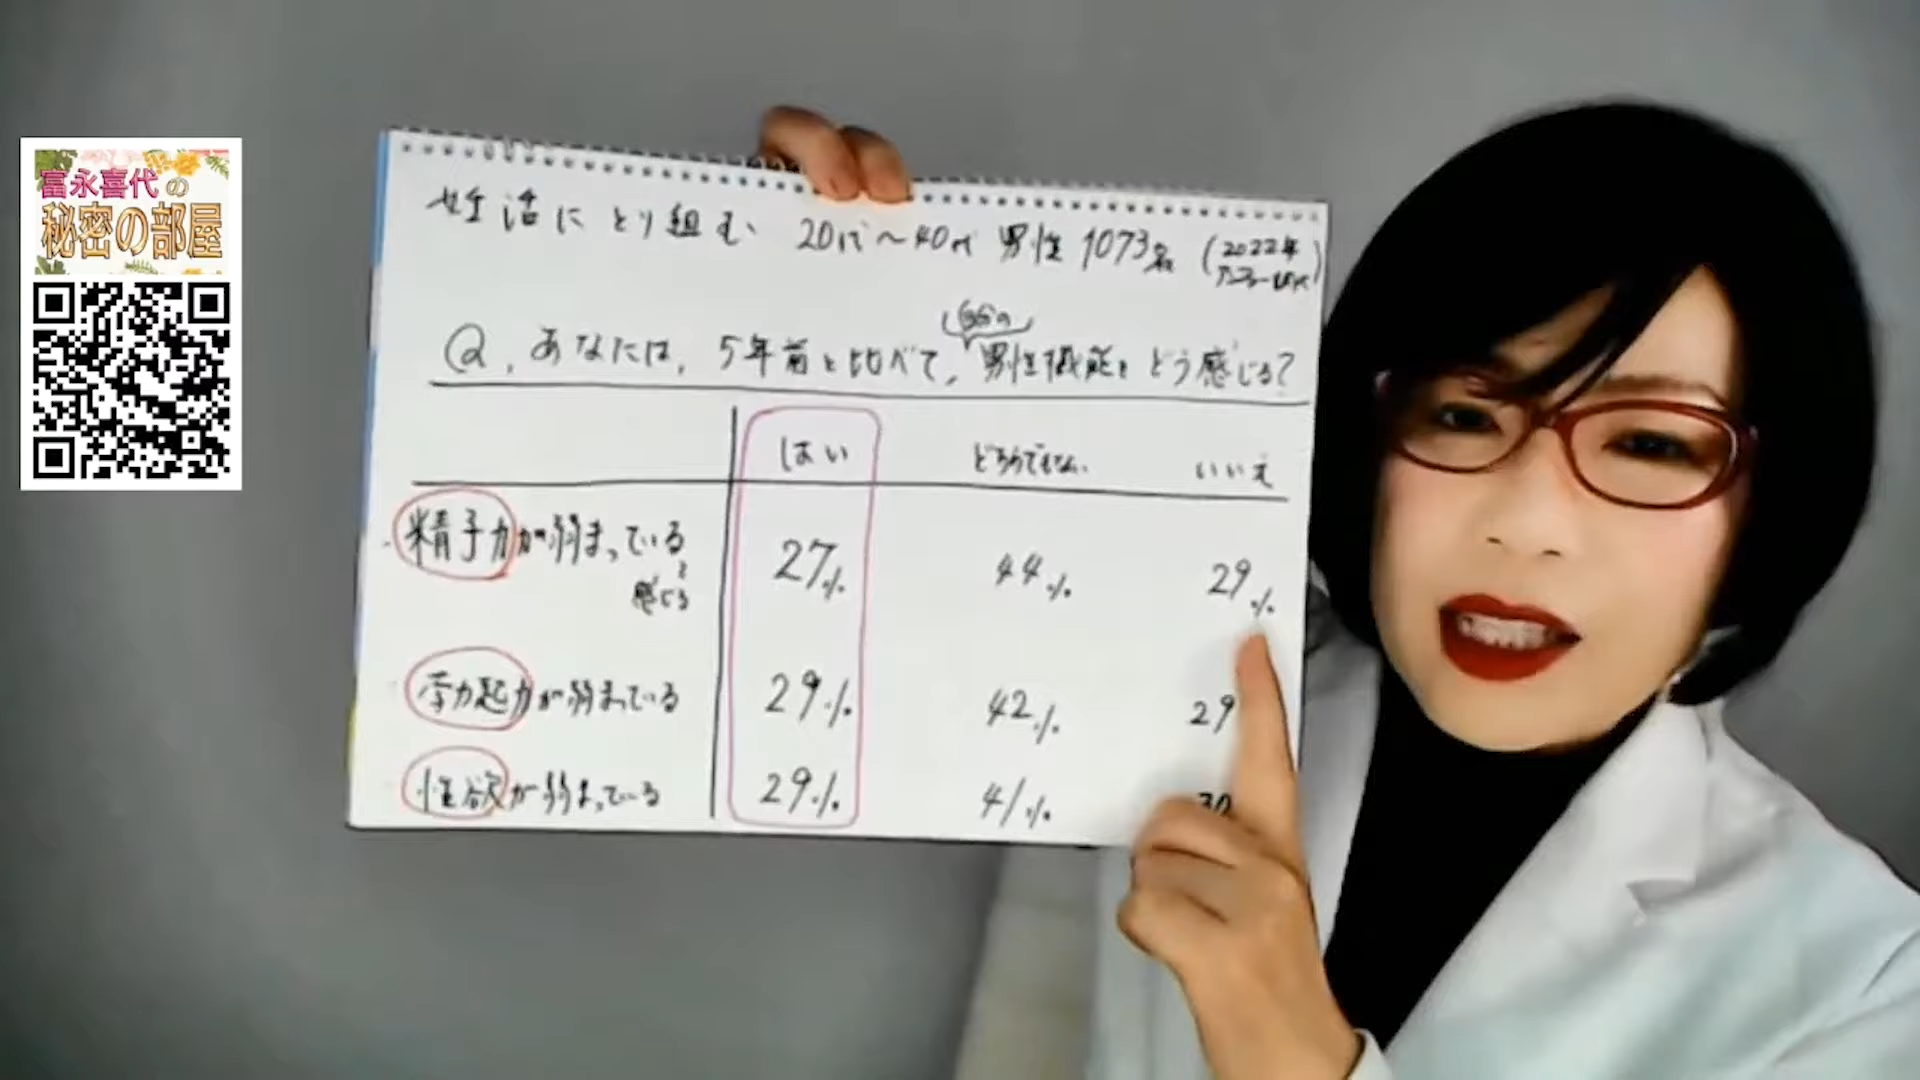 富永喜代の
秘密の部屋
妊活にとり組む 20代〜40代 男性 1073名 (2022年
Q. あなたは、5年前と比べて、自分の男性機能をどう感じる?
はい どちらでもない いいえ
精子力が弱まっている 27% 44% 29%
と
感じる
勃起力が弱まっている 29% 42% 29
性欲が弱まっている 29% 41% 30